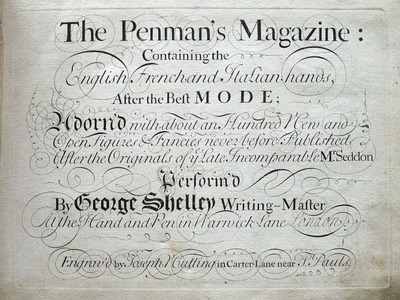 The Penman's Magazine:
Containing the
English French and Italian hands,
After the Beſt MODE;
Adorn'd with about an Hundred New and
Open Figures & Fancies never before Published
After the Originals of yͤ Late Incomparable Mͬ Seddon
Perform'd
By George Shelley Writing-Maſter
At the Hand and Pen in Warwick Lane London.
Engrav'd by Joseph Nutting in Carter-Lane near Sͭ Pauls.